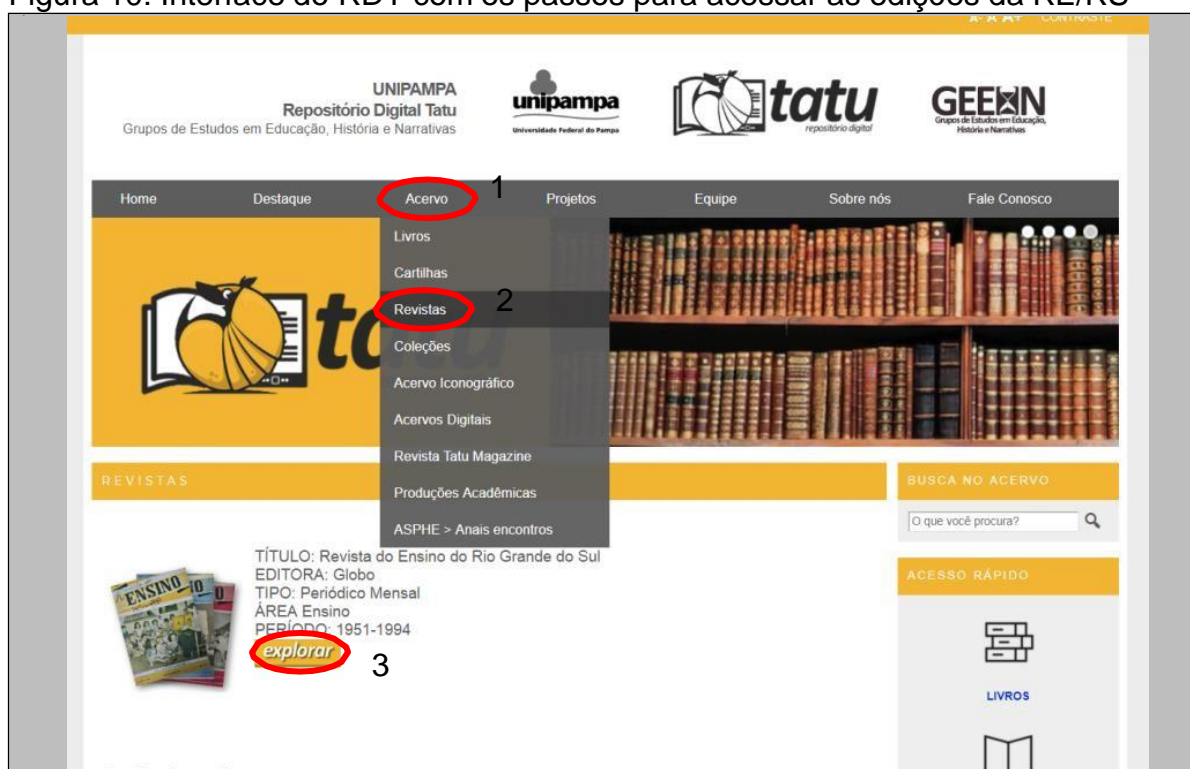 Figura 10: Interface do RDT com os passos para acessar as edições da RE/RS
A- A A+ CONTRASTE
UNIPAMPA
Repositório Digital Tatu
Grupos de Estudos em Educação, História e Narrativas
unipampa
Universidade Federal do Pampa
tatu
repositório digital
GEEHN
Grupos de Estudos em Educação,
História e Narrativas
Home Destaque Acervo 1 Projetos Equipe Sobre nós Fale Conosco
Livros
Cartilhas
Revistas 2
Coleções
Acervo Iconográfico
Acervos Digitais
Revista Tatu Magazine
Produções Acadêmicas
ASPHE > Anais encontros
tatu
REVISTAS
BUSCA NO ACERVO
O que você procura?
TÍTULO: Revista do Ensino do Rio Grande do Sul
EDITORA: Globo
TIPO: Periódico Mensal
ÁREA Ensino
PERÍODO: 1951-1994
explorar 3
ENSINO
ACESSO RÁPIDO
LIVROS